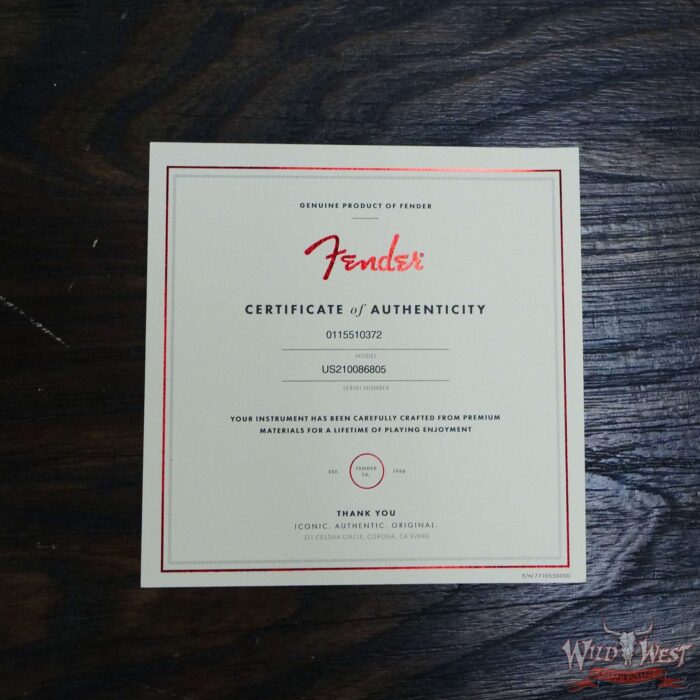 GENUINE PRODUCT OF FENDER
Fender
CERTIFICATE of AUTHENTICITY
0115510372
MODEL
US210086805
SERIAL NUMBER
YOUR INSTRUMENT HAS BEEN CAREFULLY CRAFTED FROM PREMIUM
MATERIALS FOR A LIFETIME OF PLAYING ENJOYMENT
EST. FENDER CA. 1946
THANK YOU
ICONIC. AUTHENTIC. ORIGINAL.
311 CESSNA CIRCLE, CORONA, CA 92880
P/N 7710330000
WILD WEST
GUITARS